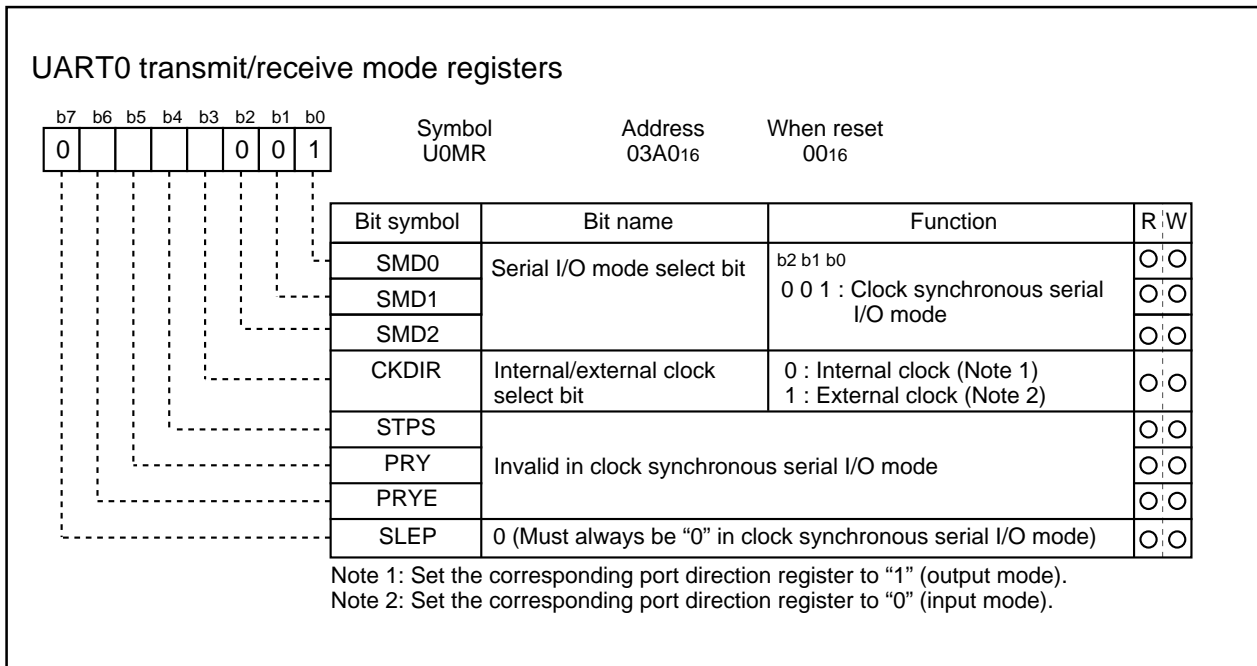 UART0 transmit/receive mode registers
b7 b6 b5 b4 b3 b2 b1 b0
0 0 0 1
Symbol Address When reset
U0MR 03A016 0016
Bit symbol Bit name Function R W
SMD0 Serial I/O mode select bit b2 b1 b0
SMD1 0 0 1 : Clock synchronous serial
I/O mode
SMD2
CKDIR Internal/external clock 0 : Internal clock (Note 1)
select bit 1 : External clock (Note 2)
STPS
PRY Invalid in clock synchronous serial I/O mode
PRYE
SLEP 0 (Must always be “0” in clock synchronous serial I/O mode)
Note 1: Set the corresponding port direction register to “1” (output mode).
Note 2: Set the corresponding port direction register to “0” (input mode).